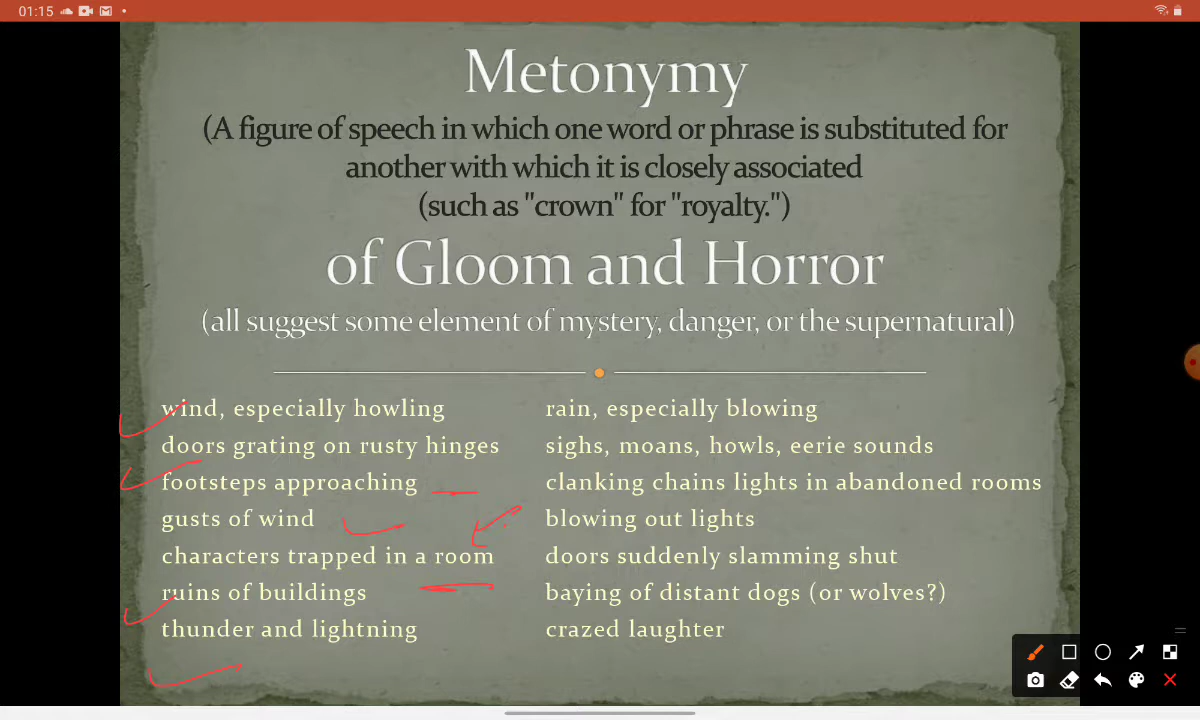 01:15
Metonymy
(A figure of speech in which one word or phrase is substituted for
another with which it is closely associated
(such as "crown" for "royalty.")
of Gloom and Horror
(all suggest some element of mystery, danger, or the supernatural)
wind, especially howling
doors grating on rusty hinges
footsteps approaching
gusts of wind
characters trapped in a room
ruins of buildings
thunder and lightning
rain, especially blowing
sighs, moans, howls, eerie sounds
clanking chains lights in abandoned rooms
blowing out lights
doors suddenly slamming shut
baying of distant dogs (or wolves?)
crazed laughter